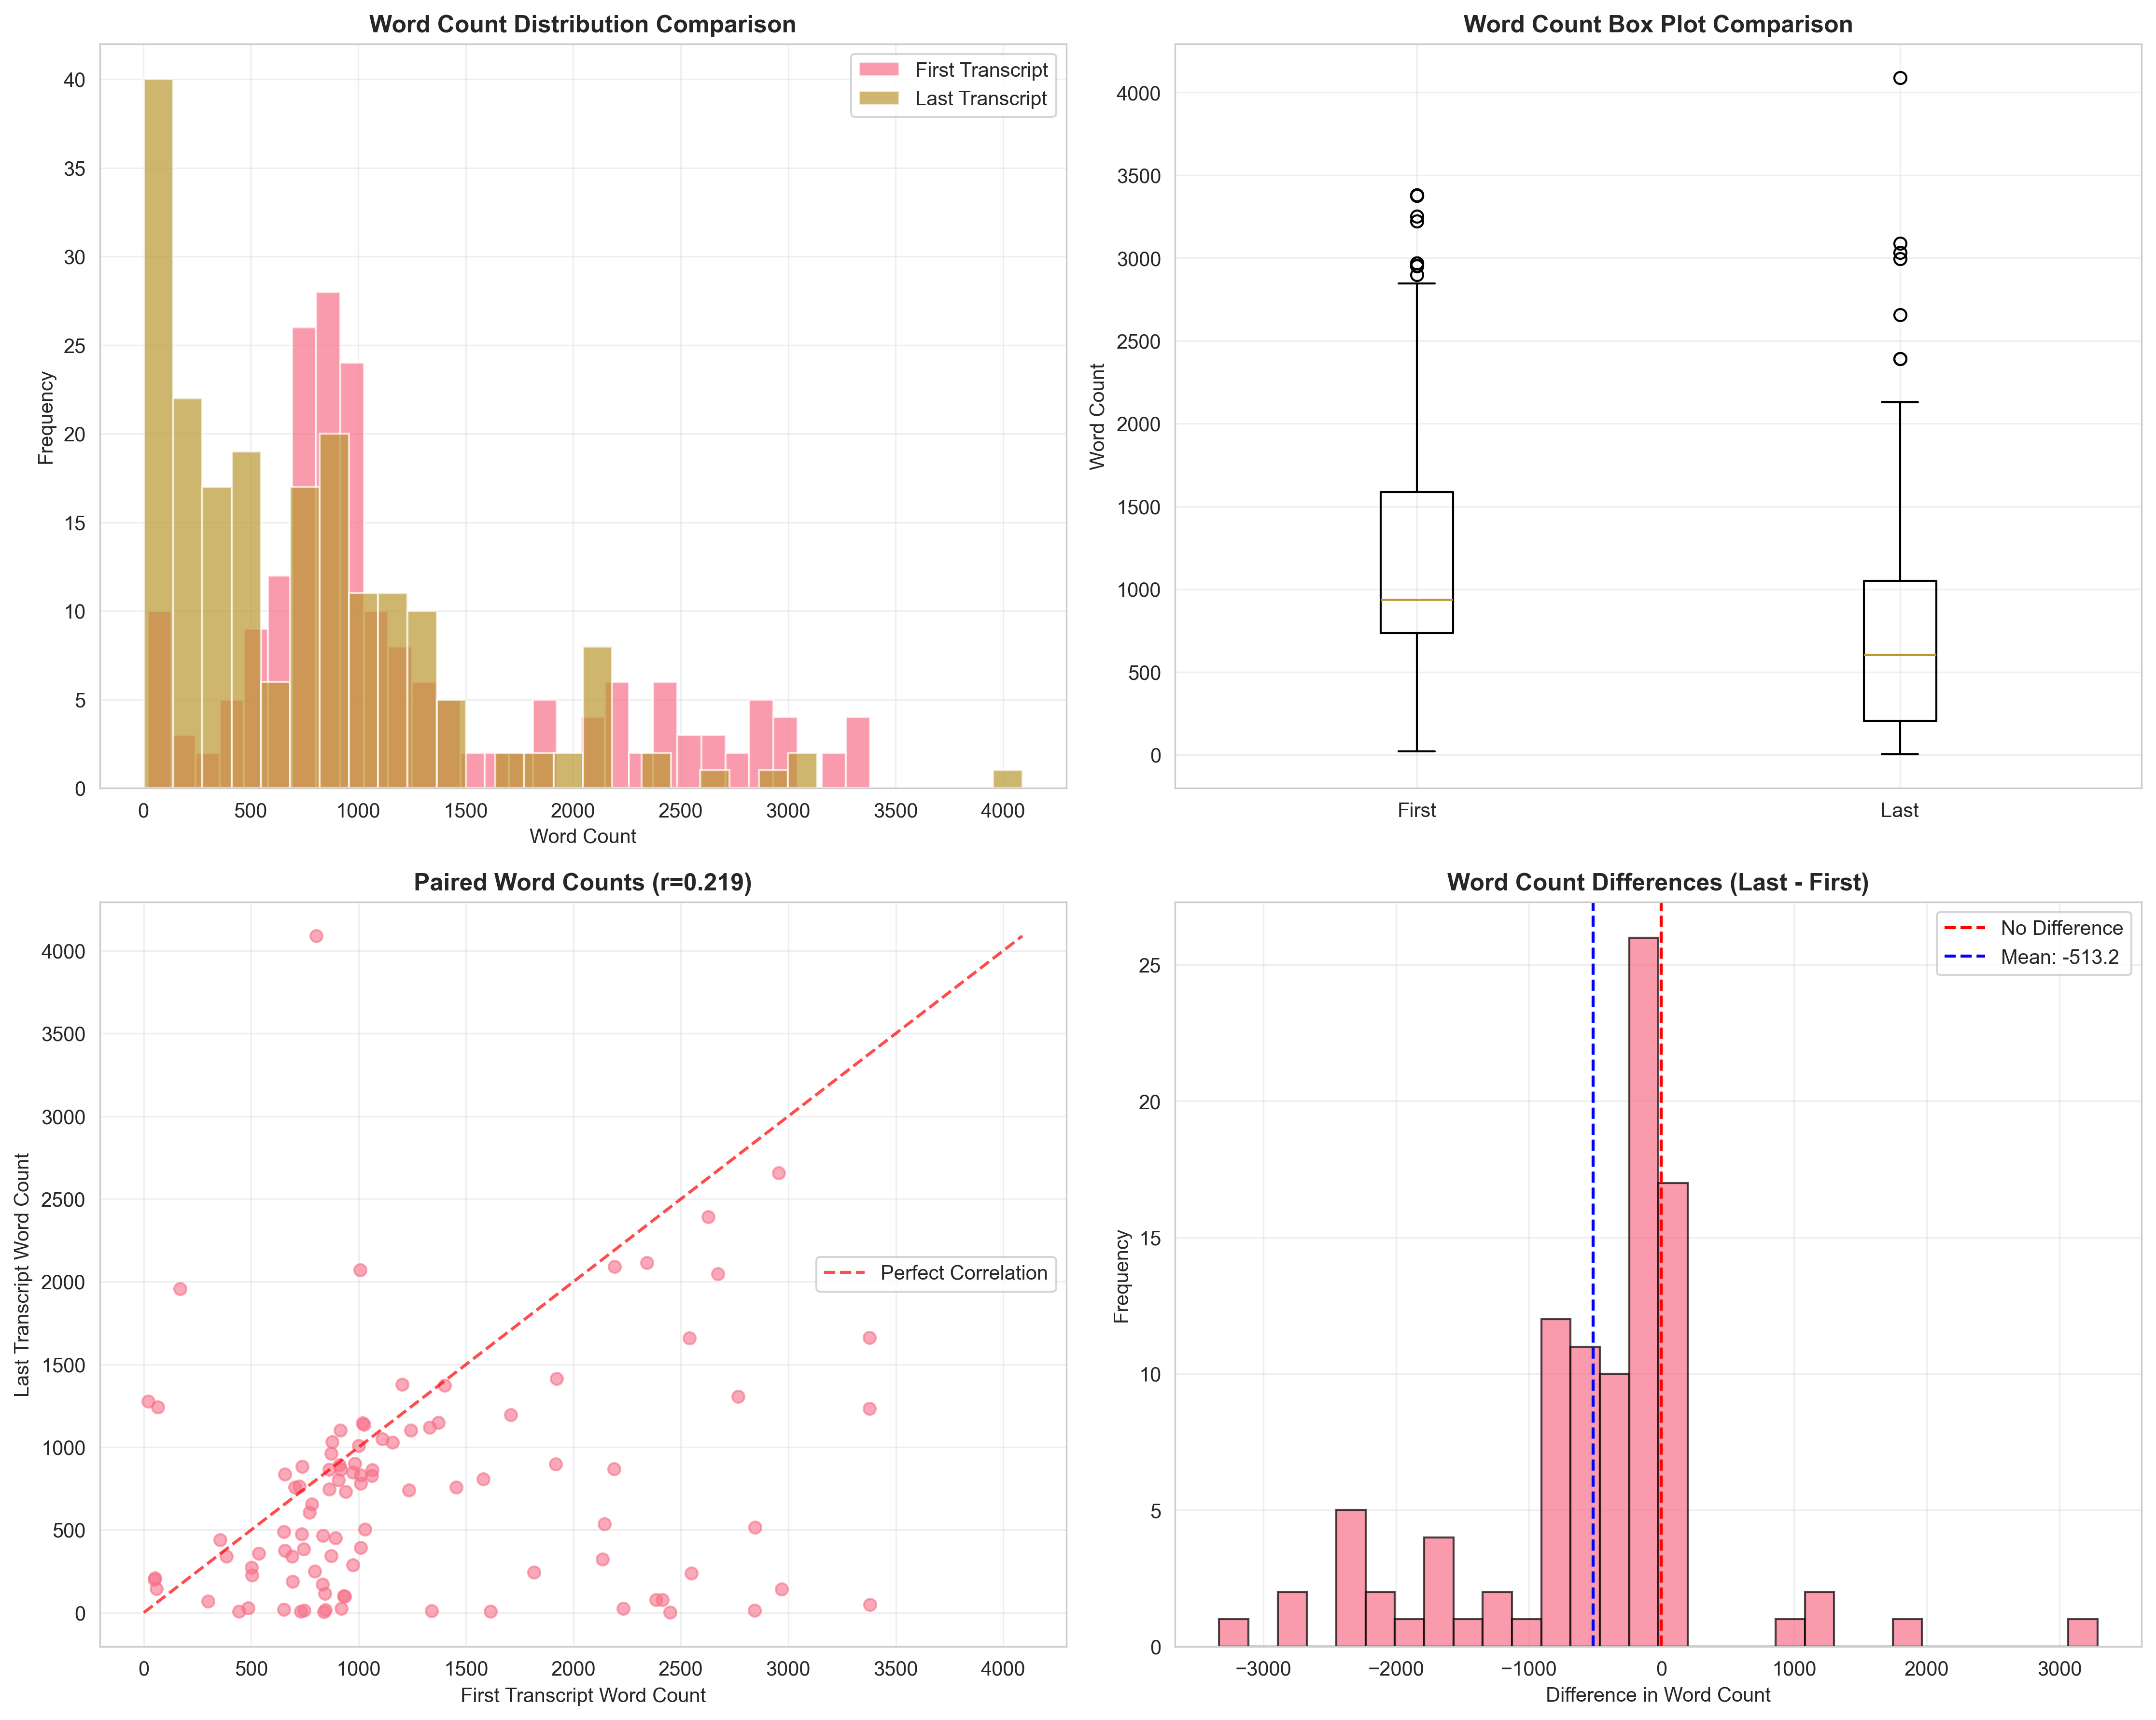 Word Count Distribution Comparison
First Transcript
Last Transcript
40
35
30
25
20
15
10
5
0
Frequency
0 500 1000 1500 2000 2500 3000 3500 4000
Word Count
Word Count Box Plot Comparison
4000
3500
3000
2500
2000
1500
1000
500
0
Word Count
First Last
Paired Word Counts (r=0.219)
4000
3500
3000
2500
2000
1500
1000
500
0
Last Transcript Word Count
Perfect Correlation
0 500 1000 1500 2000 2500 3000 3500 4000
First Transcript Word Count
Word Count Differences (Last - First)
No Difference
Mean: -513.2
25
20
15
10
5
0
Frequency
−3000 −2000 −1000 0 1000 2000 3000
Difference in Word Count